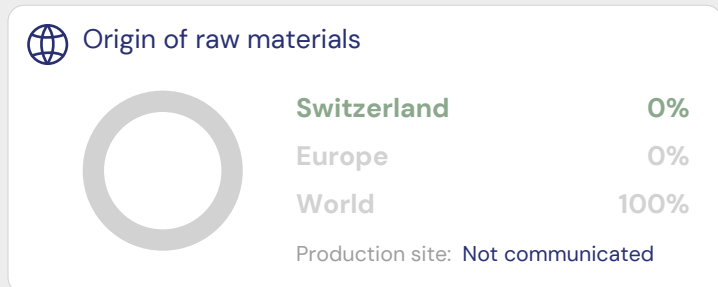 Origin of raw materials
Switzerland 0%
Europe 0%
World 100%
Production site: Not communicated